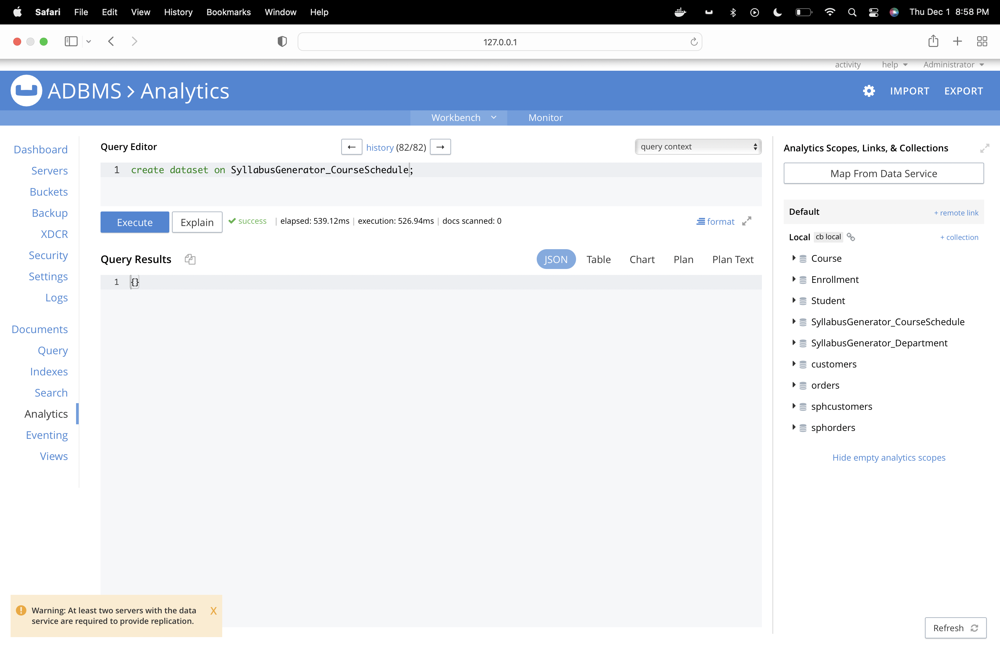 Safari File Edit View History Bookmarks Window Help Thu Dec 1 8:58 PM
127.0.0.1
activity help Administrator
ADBMS > Analytics IMPORT EXPORT
Workbench Monitor
Dashboard
Servers
Buckets
Backup
XDCR
Security
Settings
Logs
Documents
Query
Indexes
Search
Analytics
Eventing
Views
Query Editor ← history (82/82) → query context
1 create dataset on SyllabusGenerator_CourseSchedule;
Execute Explain success | elapsed: 539.12ms | execution: 526.94ms | docs scanned: 0 format
Query Results JSON Table Chart Plan Plan Text
1 {}
Analytics Scopes, Links, & Collections
Map From Data Service
Default + remote link
Local cb local + collection
Course
Enrollment
Student
SyllabusGenerator_CourseSchedule
SyllabusGenerator_Department
customers
orders
sphcustomers
sphorders
Hide empty analytics scopes
Warning: At least two servers with the data X
service are required to provide replication.
Refresh